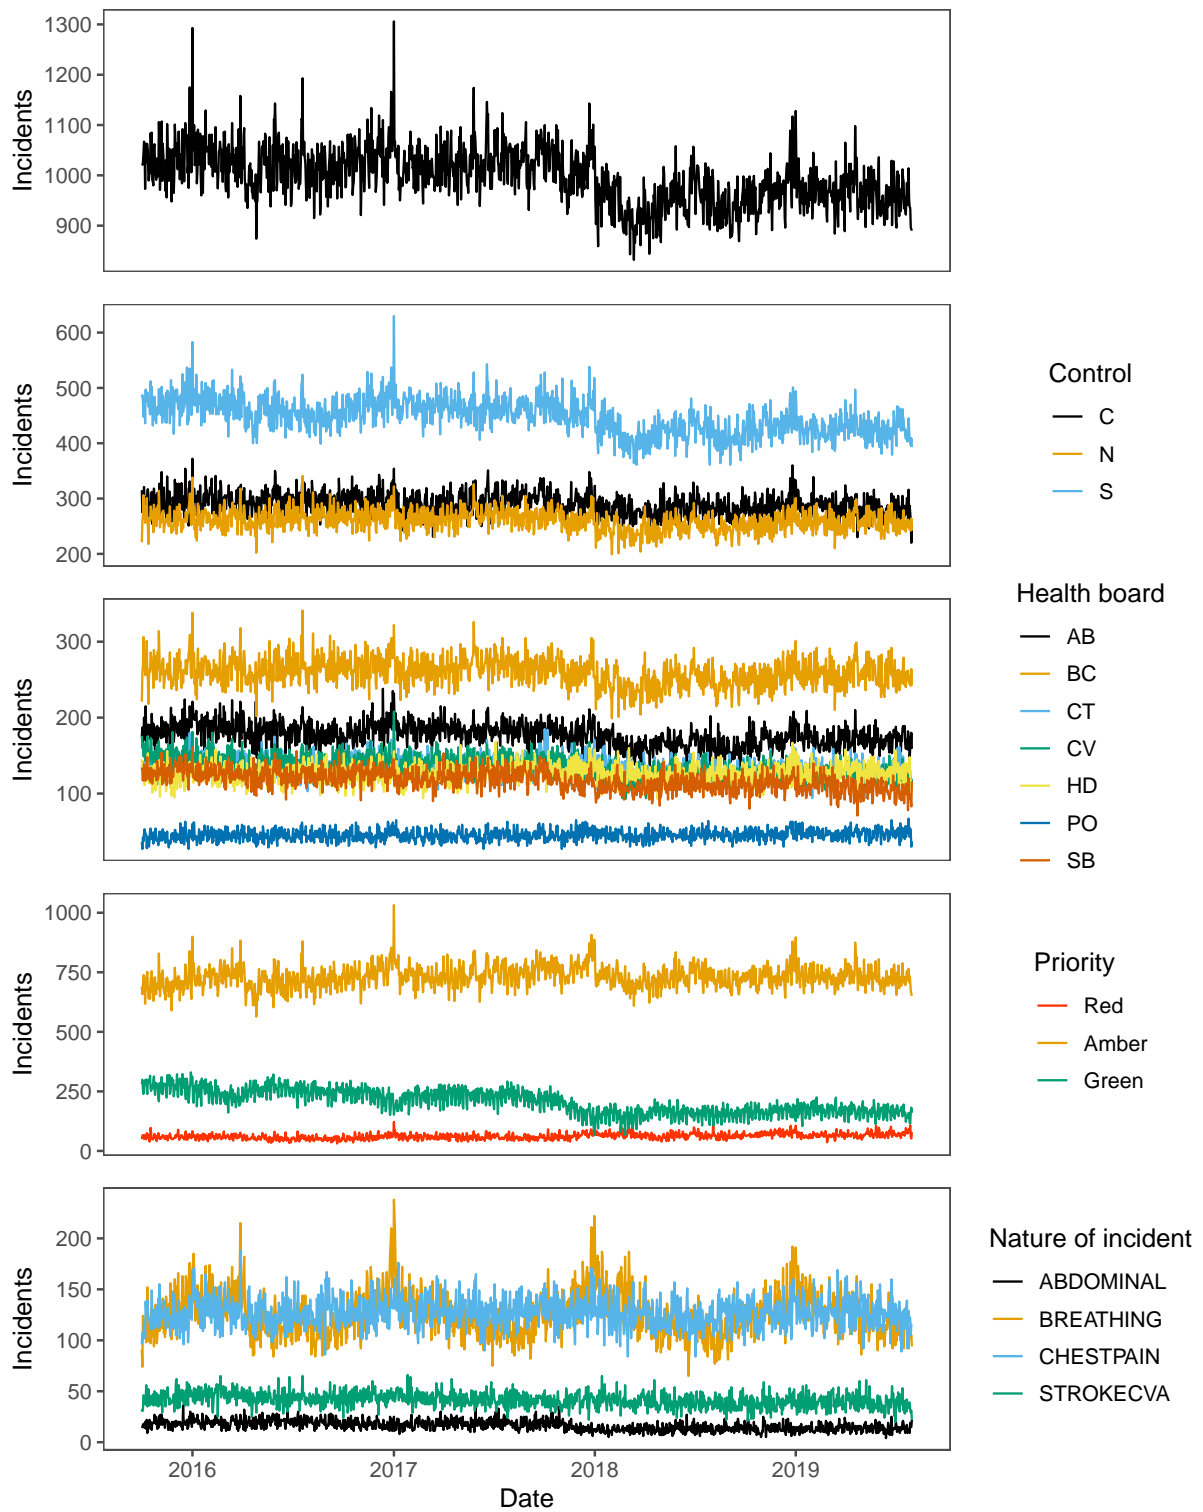 1300
1200
1100
1000
900
Incidents
600
500
400
300
200
Incidents
Control
C
N
S
300
200
100
Incidents
Health board
AB
BC
CT
CV
HD
PO
SB
1000
750
500
250
0
Incidents
Priority
Red
Amber
Green
200
150
100
50
0
Incidents
Nature of incident
ABDOMINAL
BREATHING
CHESTPAIN
STROKECVA
2016 2017 2018 2019
Date